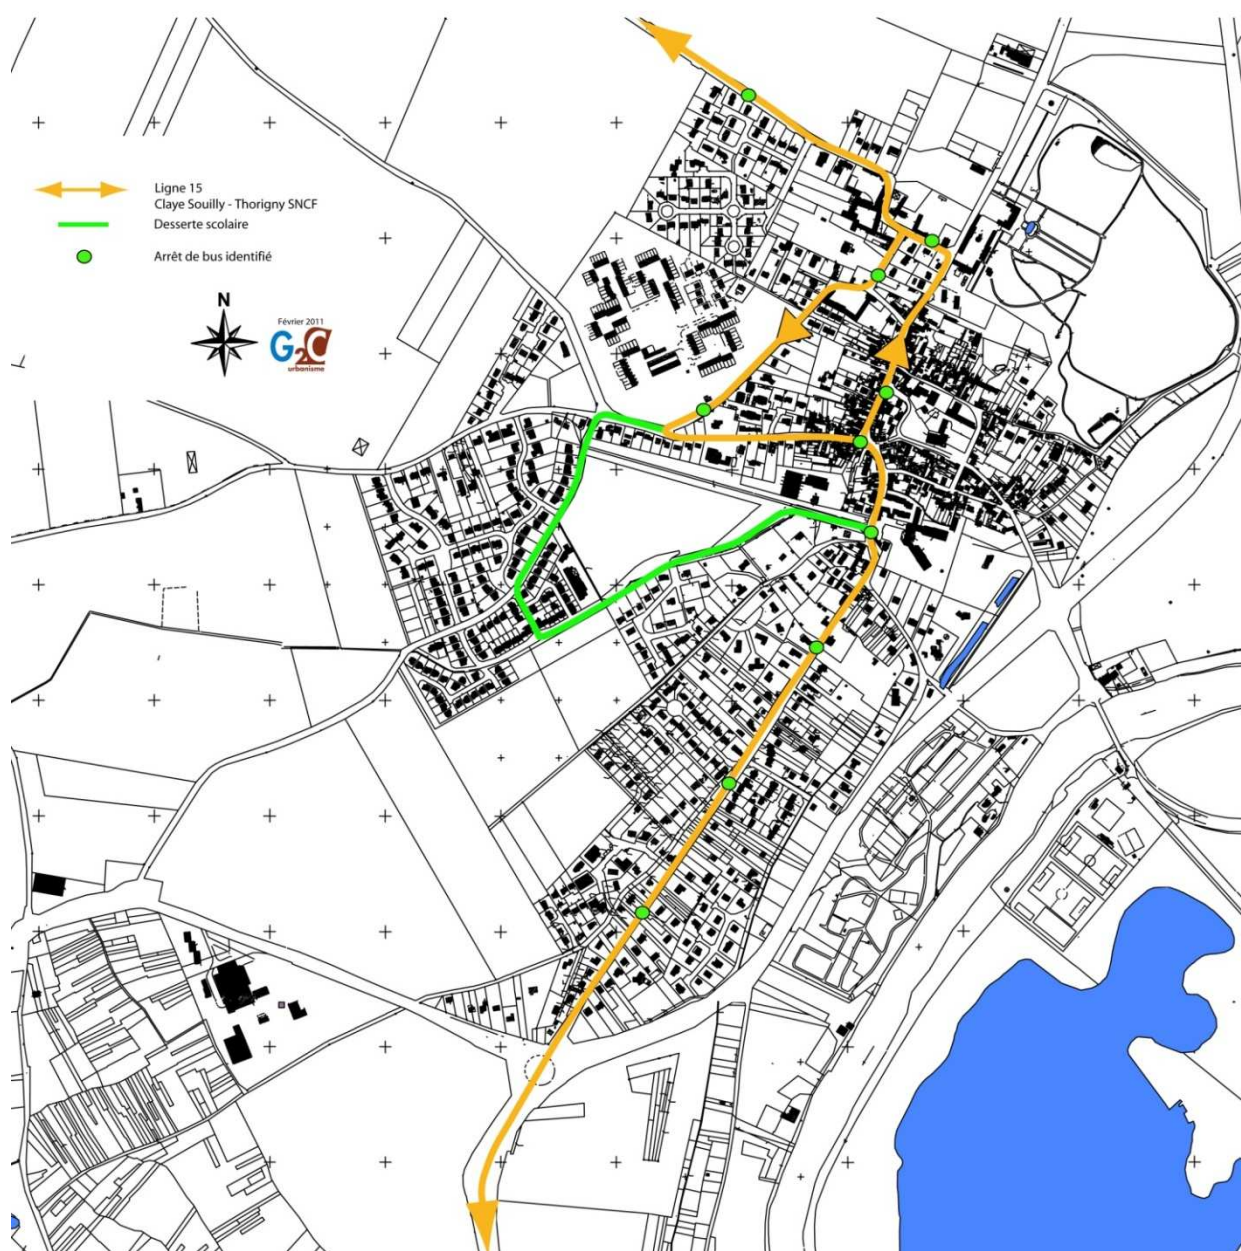 Ligne 15
Claye Souilly - Thorigny SNCF
Desserte scolaire
Arrêt de bus identifié
N
Février 2011
G2C
urbanisme